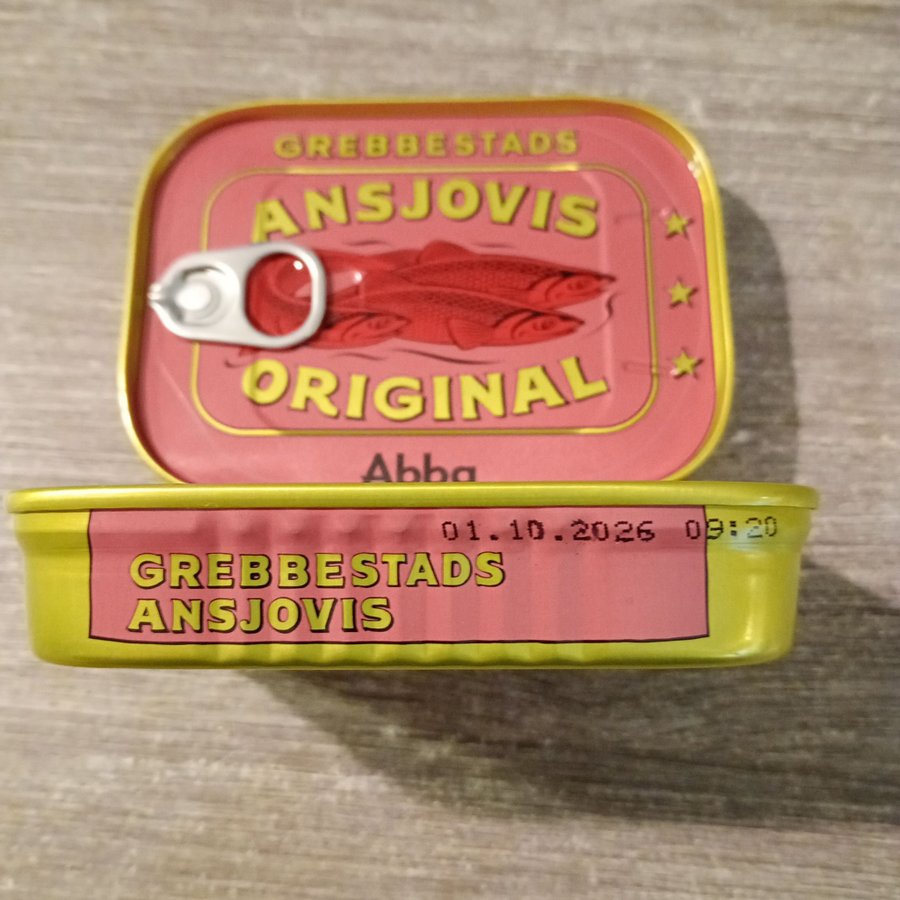 GREBBESTADS
ANSJOVIS
ORIGINAL
Abba
01.10.2026 09:20
GREBBESTADS
ANSJOVIS